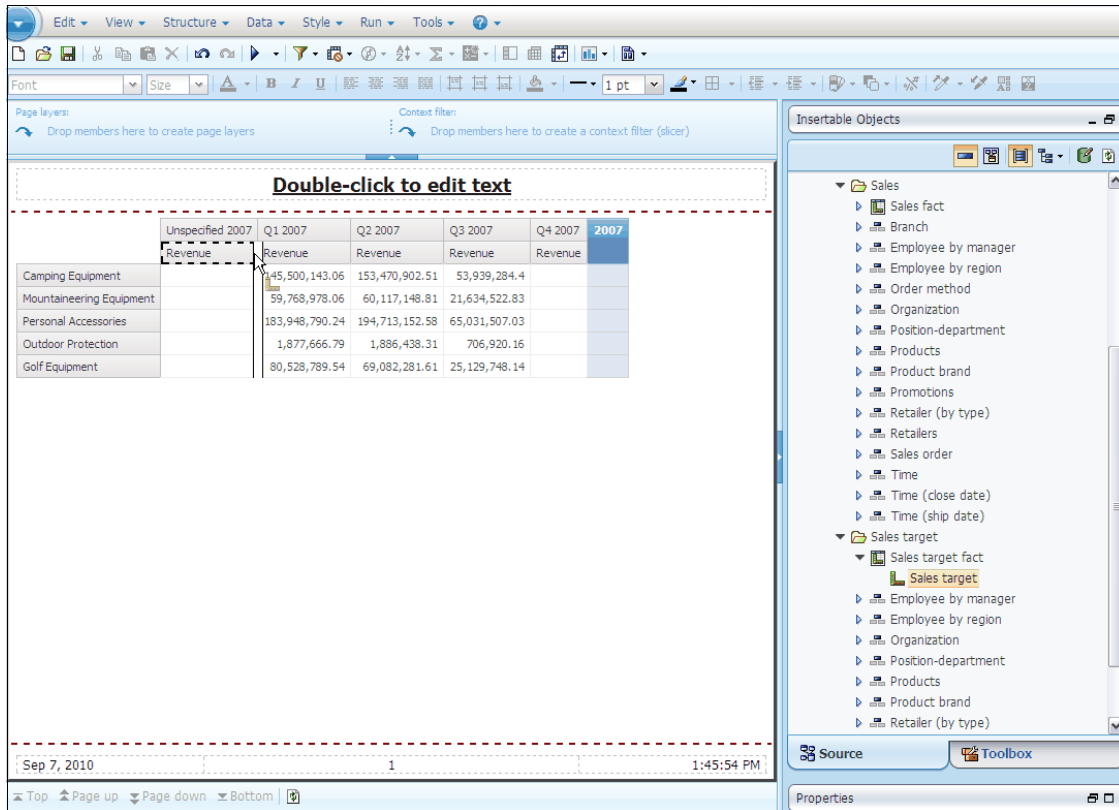 Edit View Structure Data Style Run Tools
Font Size A B I U 1 pt
Page layers: Context filter:
Drop members here to create page layers Drop members here to create a context filter (slicer)
Double-click to edit text
Unspecified 2007 Q1 2007 Q2 2007 Q3 2007 Q4 2007 2007
Revenue Revenue Revenue Revenue Revenue
Camping Equipment 145,500,143.06 153,470,902.51 53,939,284.4
Mountaineering Equipment 59,768,978.06 60,117,148.81 21,634,522.83
Personal Accessories 183,948,790.24 194,713,152.58 65,031,507.03
Outdoor Protection 1,877,666.79 1,886,438.31 706,920.16
Golf Equipment 80,528,789.54 69,082,281.61 25,129,748.14
Sep 7, 2010 1 1:45:54 PM
Top Page up Page down Bottom
Insertable Objects
Sales
Sales fact
Branch
Employee by manager
Employee by region
Order method
Organization
Position-department
Products
Product brand
Promotions
Retailer (by type)
Retailers
Sales order
Time
Time (close date)
Time (ship date)
Sales target
Sales target fact
Sales target
Employee by manager
Employee by region
Organization
Position-department
Products
Product brand
Retailer (by type)
Source Toolbox
Properties